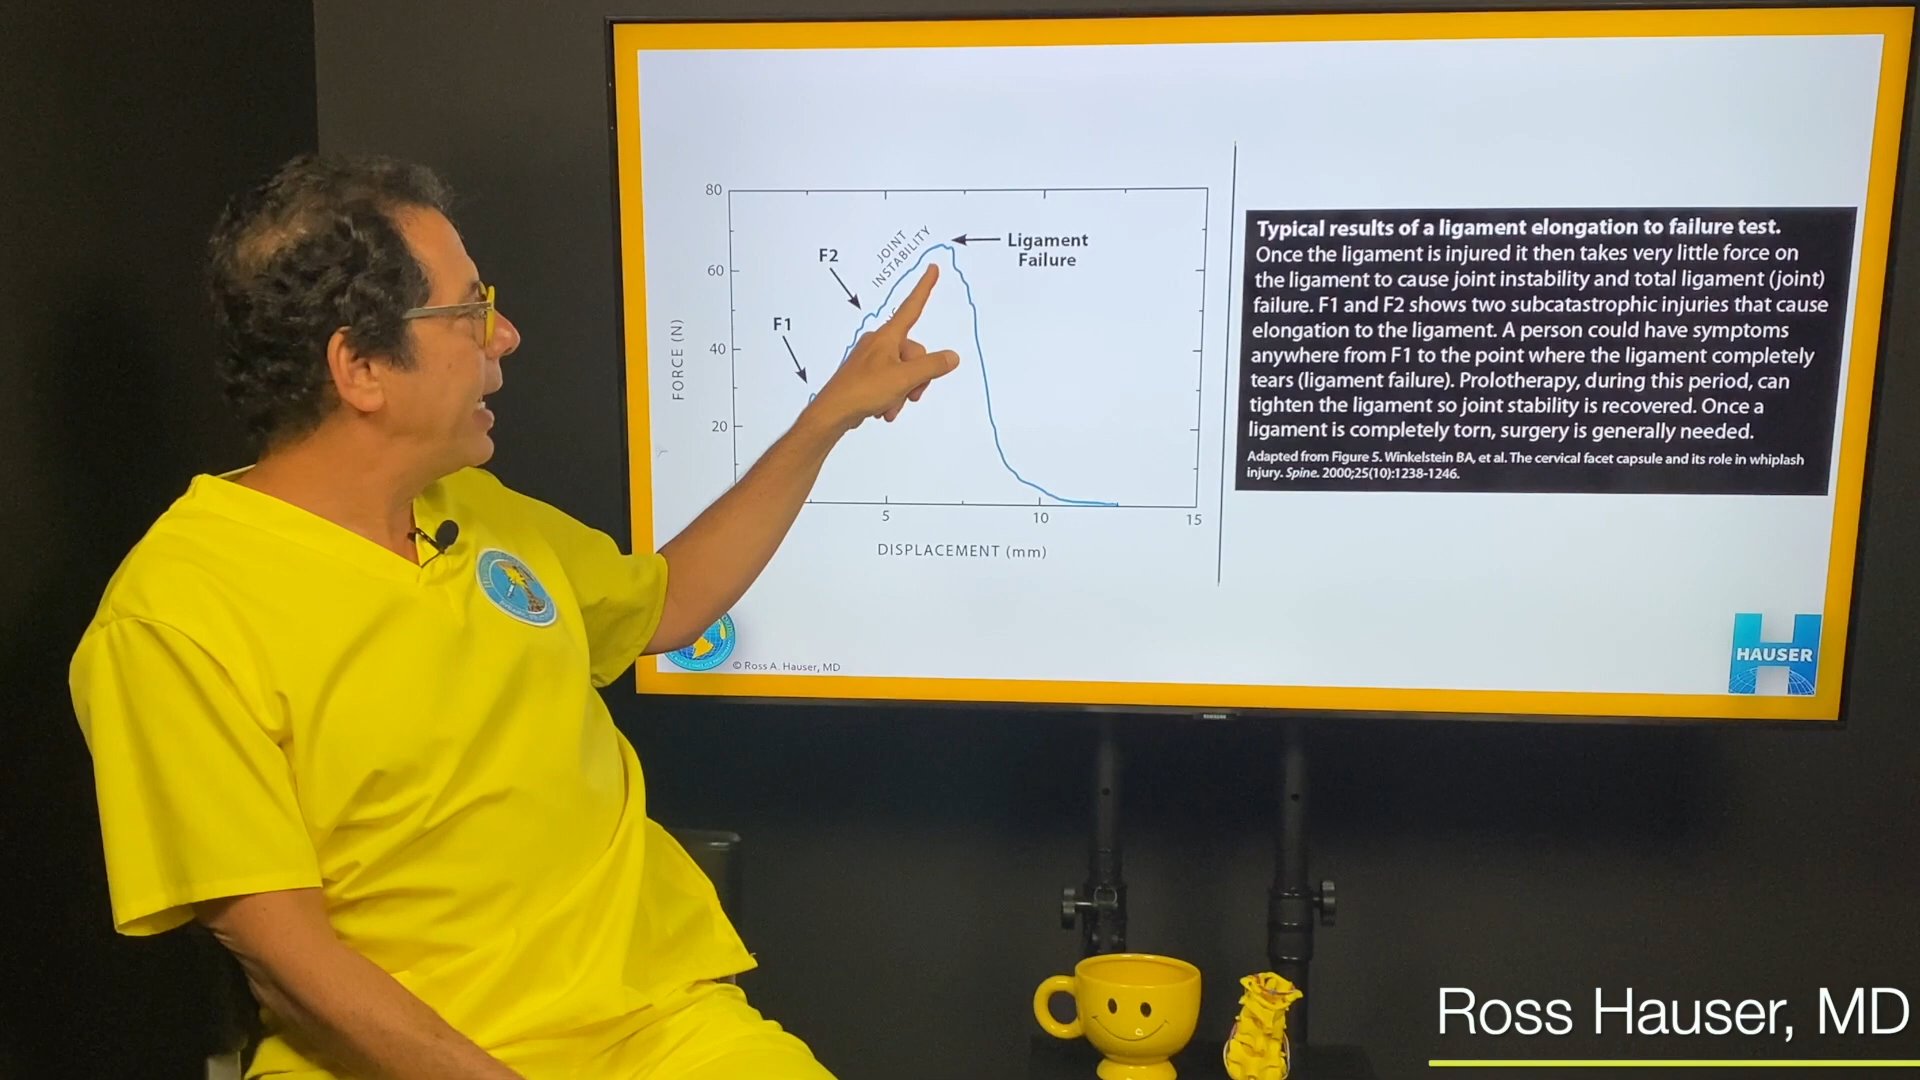 80
60
40
20
5
10
15
FORCE (N)
DISPLACEMENT (mm)
F1
F2
JOINT
INSTABILITY
Ligament
Failure
Typical results of a ligament elongation to failure test.
Once the ligament is injured it then takes very little force on
the ligament to cause joint instability and total ligament (joint)
failure. F1 and F2 shows two subcatastrophic injuries that cause
elongation to the ligament. A person could have symptoms
anywhere from F1 to the point where the ligament completely
tears (ligament failure). Prolotherapy, during this period, can
tighten the ligament so joint stability is recovered. Once a
ligament is completely torn, surgery is generally needed.
Adapted from Figure 5. Winkelstein BA, et al. The cervical facet capsule and its role in whiplash
injury. Spine. 2000;25(10):1238-1246.
© Ross A. Hauser, MD
HAUSER
SAMSUNG
Ross Hauser, MD